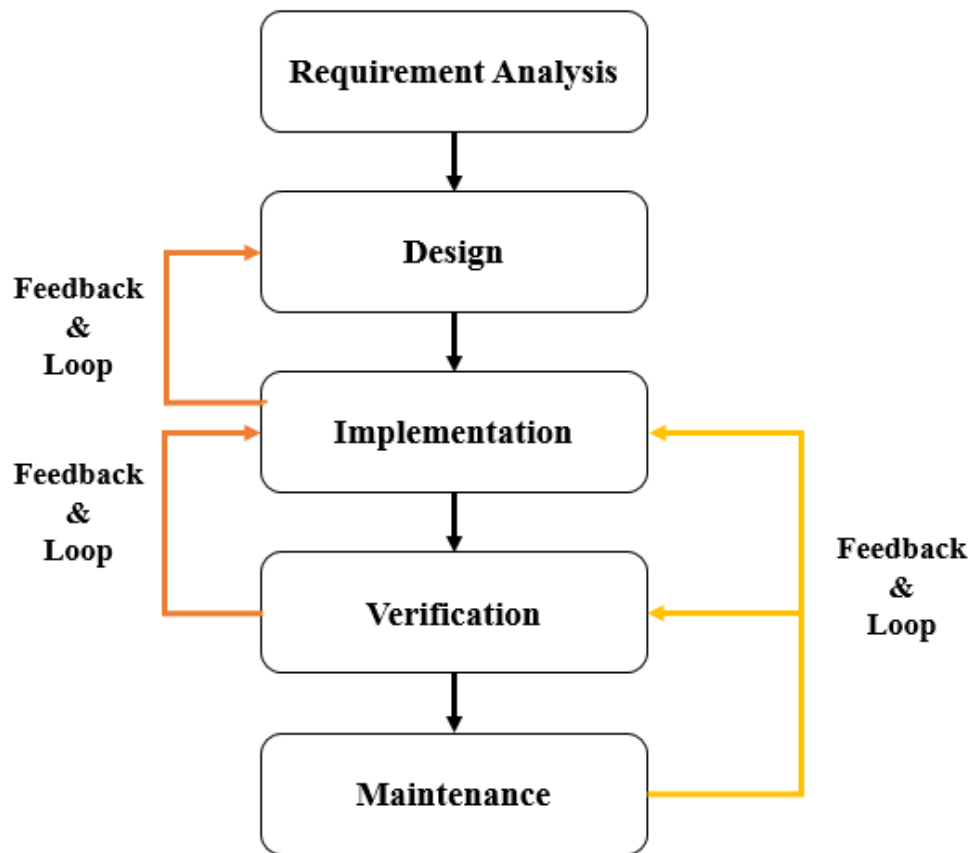 Requirement Analysis
Design
Feedback
&
Loop
Implementation
Feedback
&
Loop
Feedback
&
Loop
Verification
Maintenance